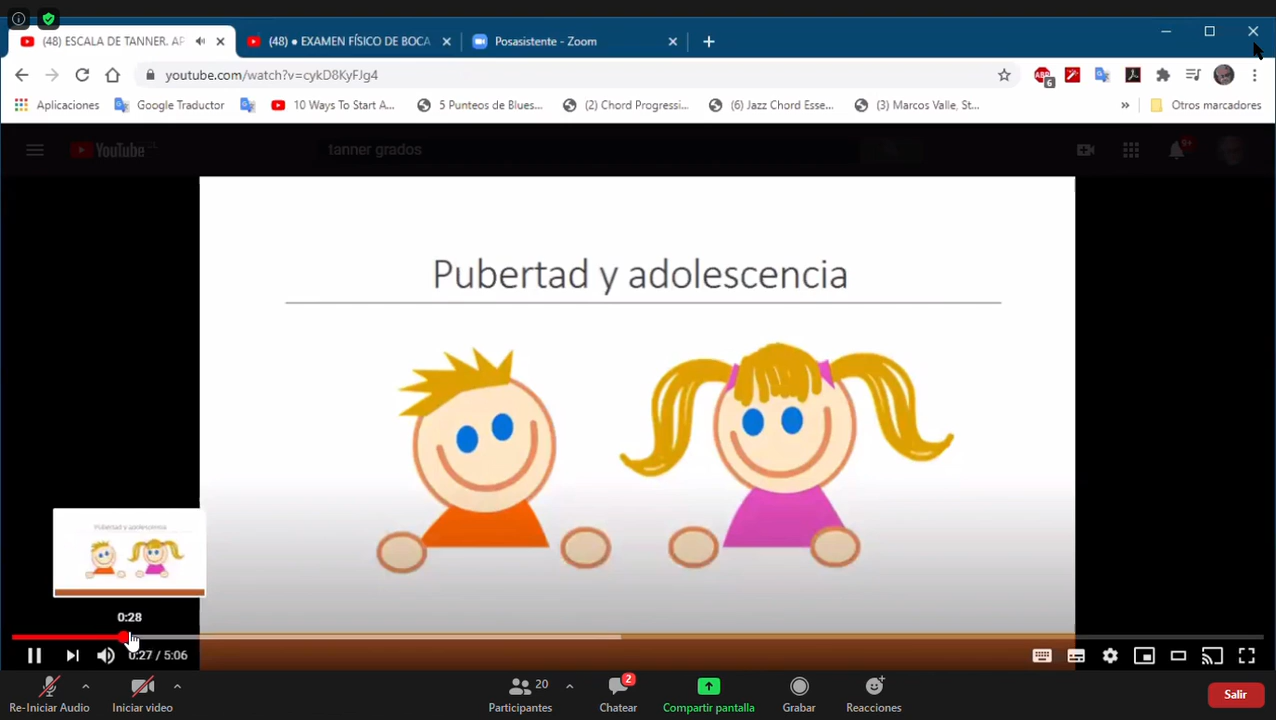 (48) ESCALA DE TANNER. AP
(48) ● EXAMEN FÍSICO DE BOCA
Posasistente - Zoom
youtube.com/watch?v=cykD8KyFJg4
6
Aplicaciones
Google Traductor
10 Ways To Start A...
5 Punteos de Blues...
(2) Chord Progressi...
(6) Jazz Chord Esse...
(3) Marcos Valle, St...
»
Otros marcadores
YouTube
tanner grados
9+
Pubertad y adolescencia
Pubertad y adolescencia
0:28
0:27 / 5:06
20
2
Re-Iniciar Audio
Iniciar video
Participantes
Chatear
Compartir pantalla
Grabar
Reacciones
Salir